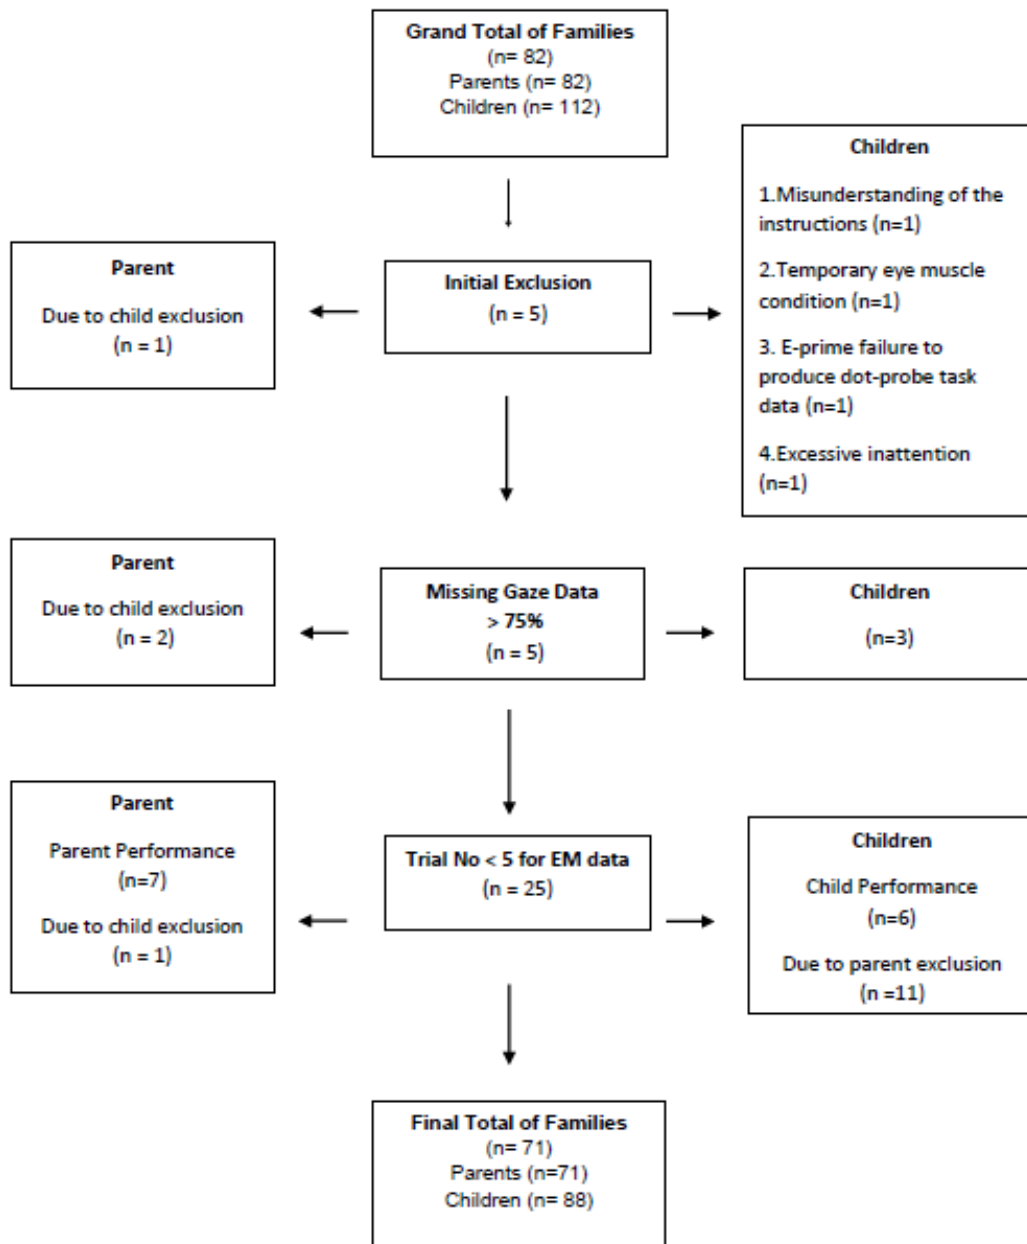 Grand Total of Families
(n= 82)
Parents (n= 82)
Children (n= 112)
Children
1.Misunderstanding of the
instructions (n=1)
2.Temporary eye muscle
condition (n=1)
3. E-prime failure to
produce dot-probe task
data (n=1)
4.Excessive inattention
(n=1)
Parent
Due to child exclusion
(n = 1)
Initial Exclusion
(n = 5)
Parent
Due to child exclusion
(n = 2)
Missing Gaze Data
> 75%
(n = 5)
Children
(n=3)
Parent
Parent Performance
(n=7)
Due to child exclusion
(n = 1)
Trial No < 5 for EM data
(n = 25)
Children
Child Performance
(n=6)
Due to parent exclusion
(n =11)
Final Total of Families
(n= 71)
Parents (n=71)
Children (n= 88)